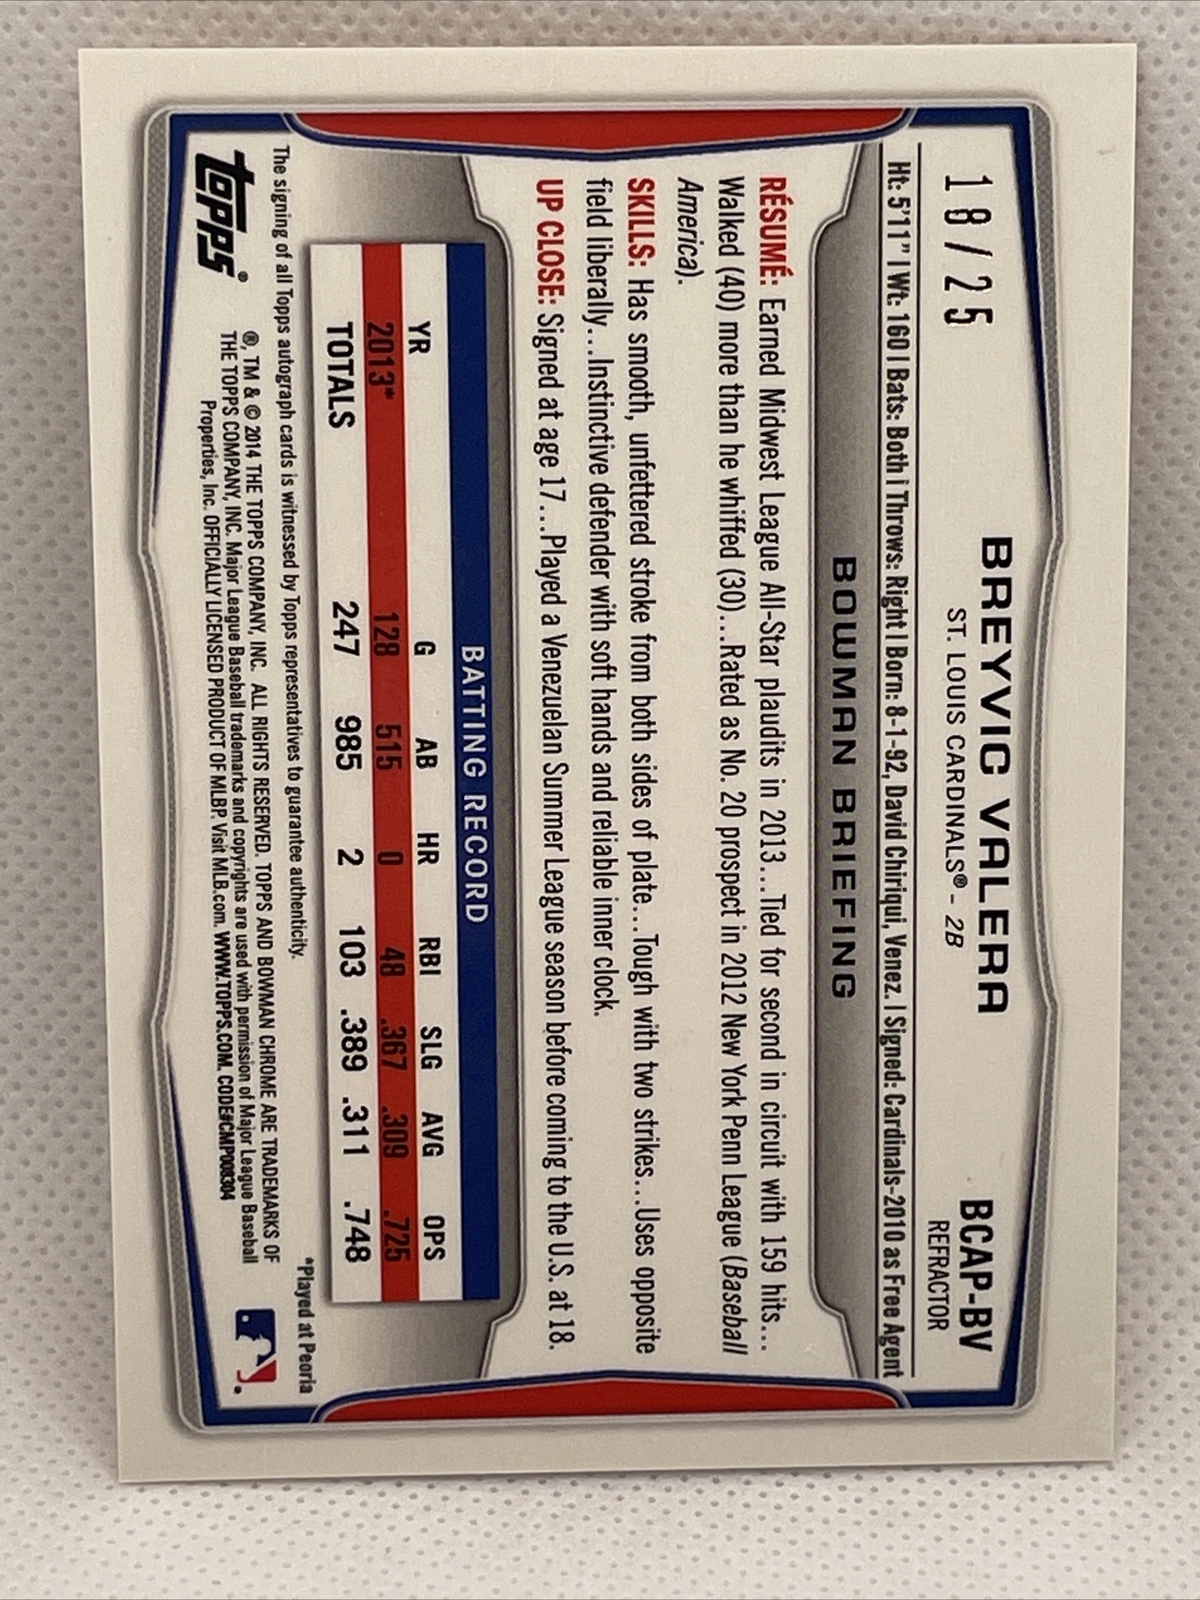 18/25
BREYVIC VALERA
BCAP-BV
ST. LOUIS CARDINALS® - 2B
REFRACTOR
Ht: 5'11" | Wt: 160 | Bats: Both | Throws: Right | Born: 8-1-92, David Chiriqui, Venez. | Signed: Cardinals-2010 as Free Agent
BOWMAN BRIEFING
RÉSUMÉ: Earned Midwest League All-Star plaudits in 2013...Tied for second in circuit with 159 hits...
Walked (40) more than he whiffed (30)...Rated as No. 20 prospect in 2012 New York Penn League (Baseball
America).
SKILLS: Has smooth, unfettered stroke from both sides of plate...Tough with two strikes...Uses opposite
field liberally...Instinctive defender with soft hands and reliable inner clock.
UP CLOSE: Signed at age 17...Played a Venezuelan Summer League season before coming to the U.S. at 18.
BATTING RECORD
YR G AB HR RBI SLG AVG OPS
2013* 128 515 0 48 .367 .309 .725
TOTALS 247 985 2 103 .389 .311 .748
*Played at Peoria
The signing of all Topps autograph cards is witnessed by Topps representatives to guarantee authenticity.
topps®
®, TM & © 2014 THE TOPPS COMPANY, INC. ALL RIGHTS RESERVED. TOPPS AND BOWMAN CHROME ARE TRADEMARKS OF
THE TOPPS COMPANY, INC. Major League Baseball trademarks and copyrights are used with permission of Major League Baseball
Properties, Inc. OFFICIALLY LICENSED PRODUCT OF MLBP. Visit MLB.com. WWW.TOPPS.COM. CODE#CMP008304